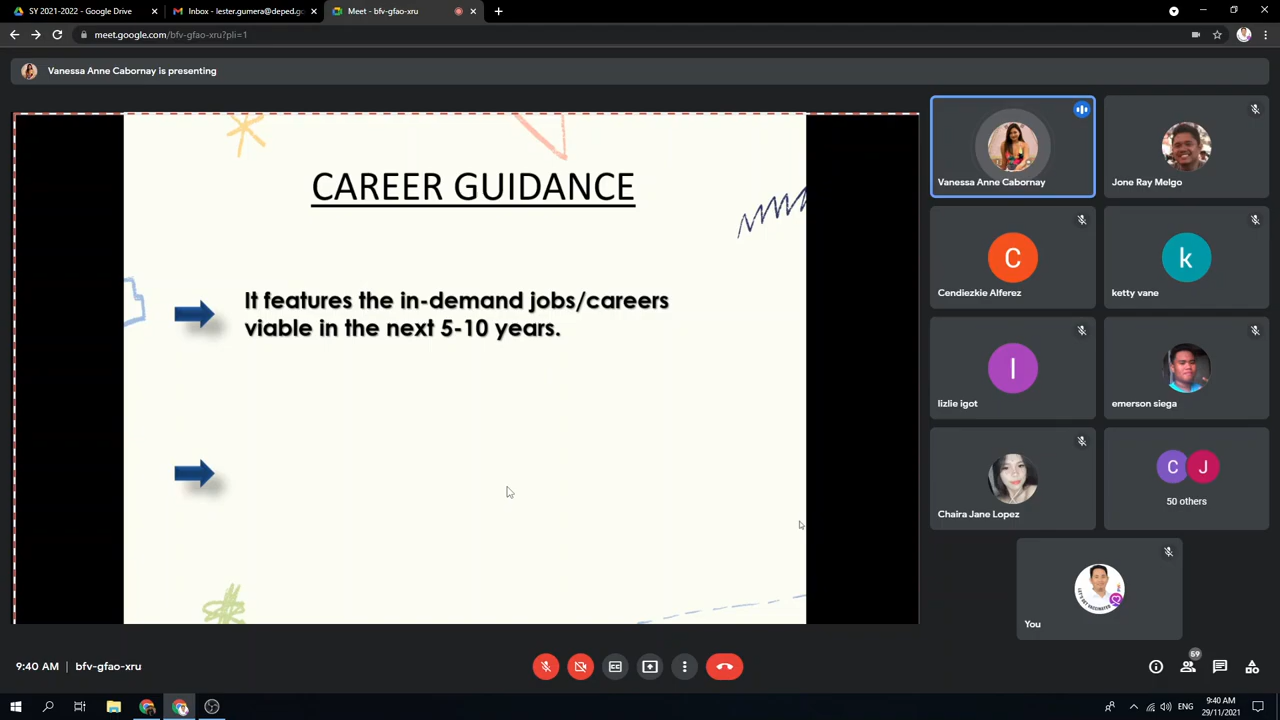 SY 2021-2022 - Google Drive
Inbox - lester.gumera@deped.go
Meet - bfv-gfao-xru
meet.google.com/bfv-gfao-xru?pli=1
Vanessa Anne Cabornay is presenting
CAREER GUIDANCE
It features the in-demand jobs/careers
viable in the next 5-10 years.
Vanessa Anne Cabornay
Jone Ray Melgo
C
Cendiezkie Alferez
k
ketty vane
l
lizlie igot
emerson siega
Chaira Jane Lopez
C J
50 others
You
9:40 AM | bfv-gfao-xru
59
ENG
9:40 AM
29/11/2021